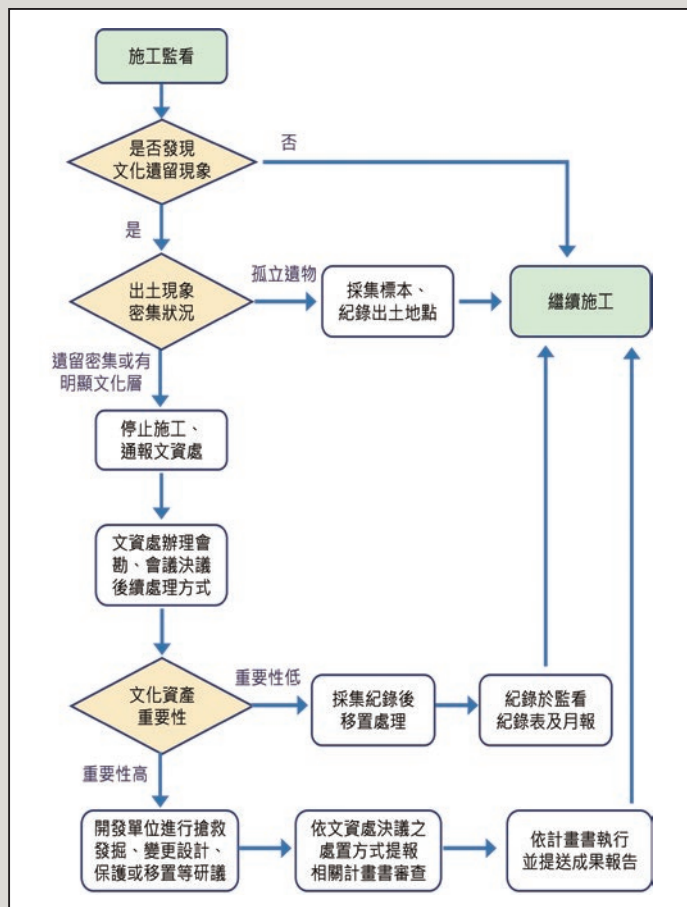 施工監看
是否發現
文化遺留現象
否
是
出土現象
密集狀況
孤立遺物
採集標本、
紀錄出土地點
繼續施工
遺留密集或有
明顯文化層
停止施工、
通報文資處
文資處辦理會
勘、會議決議
後續處理方式
文化資產
重要性
重要性低
採集紀錄後
移置處理
紀錄於監看
紀錄表及月報
重要性高
開發單位進行搶救
發掘、變更設計、
保護或移置等研議
依文資處決議之
處置方式提報
相關計畫書審查
依計畫書執行
並提送成果報告